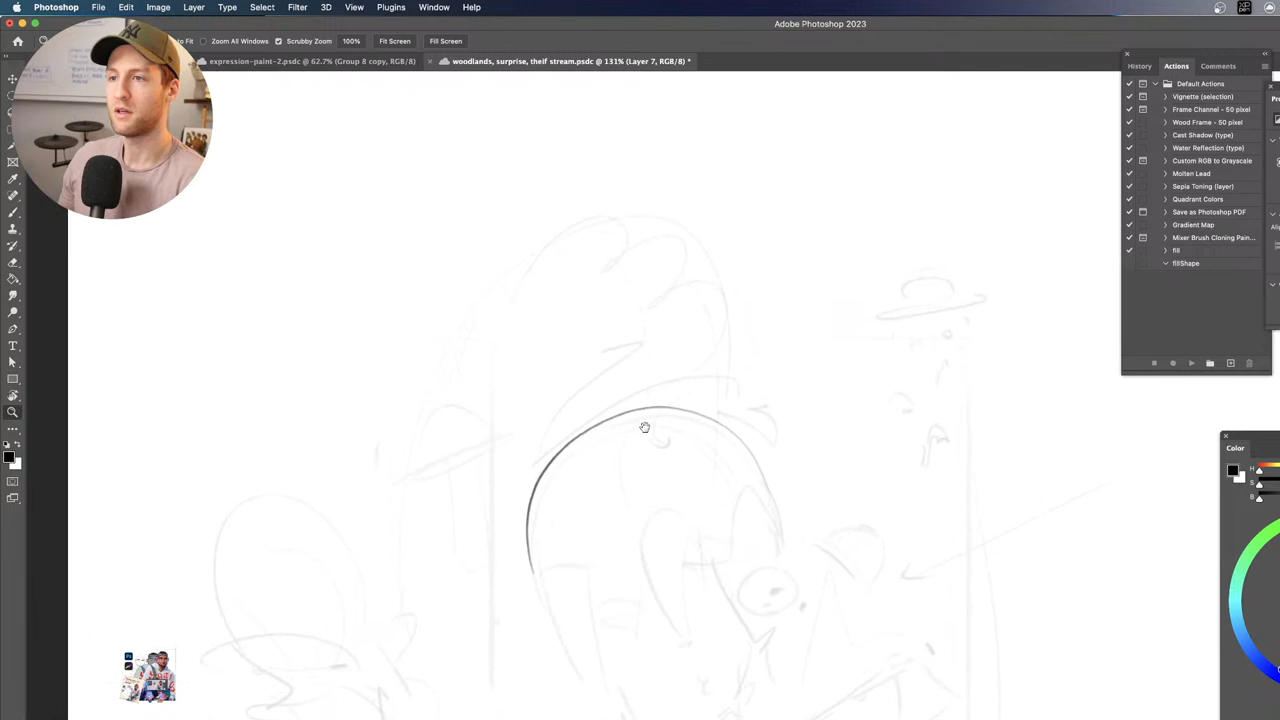 Photoshop File Edit Image Layer Type Select Filter 3D View Plugins Window Help
Adobe Photoshop 2023
to Fit Zoom All Windows Scrubby Zoom 100% Fit Screen Fill Screen
expression-paint-2.psdc @ 62.7% (Group 8 copy, RGB/8)
woodlands, surprise, theif stream.psdc @ 131% (Layer 7, RGB/8) *
History Actions Comments
Default Actions
Vignette (selection)
Frame Channel - 50 pixel
Wood Frame - 50 pixel
Cast Shadow (type)
Water Reflection (type)
Custom RGB to Grayscale
Molten Lead
Sepia Toning (layer)
Quadrant Colors
Save as Photoshop PDF
Gradient Map
Mixer Brush Cloning Pain...
fill
fillShape
Color
H
S
B
Ps